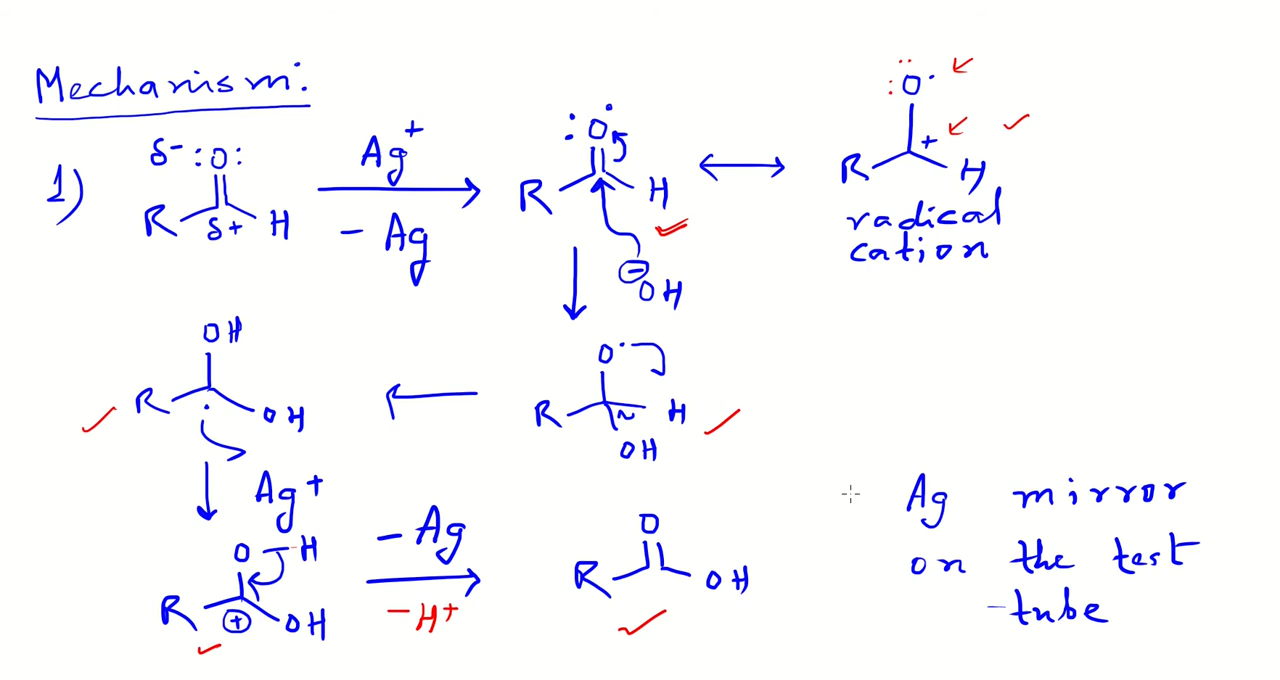 Mechanism:
1)
δ- :O:
R δ+ H
Ag+
- Ag
:O·
R H
⊖OH
:O·
+
R H
radical
cation
OH
R · OH
O·
R H
OH
Ag+
O-H
R ⊕ OH
- Ag
- H+
O
R OH
Ag mirror
on the test
-tube